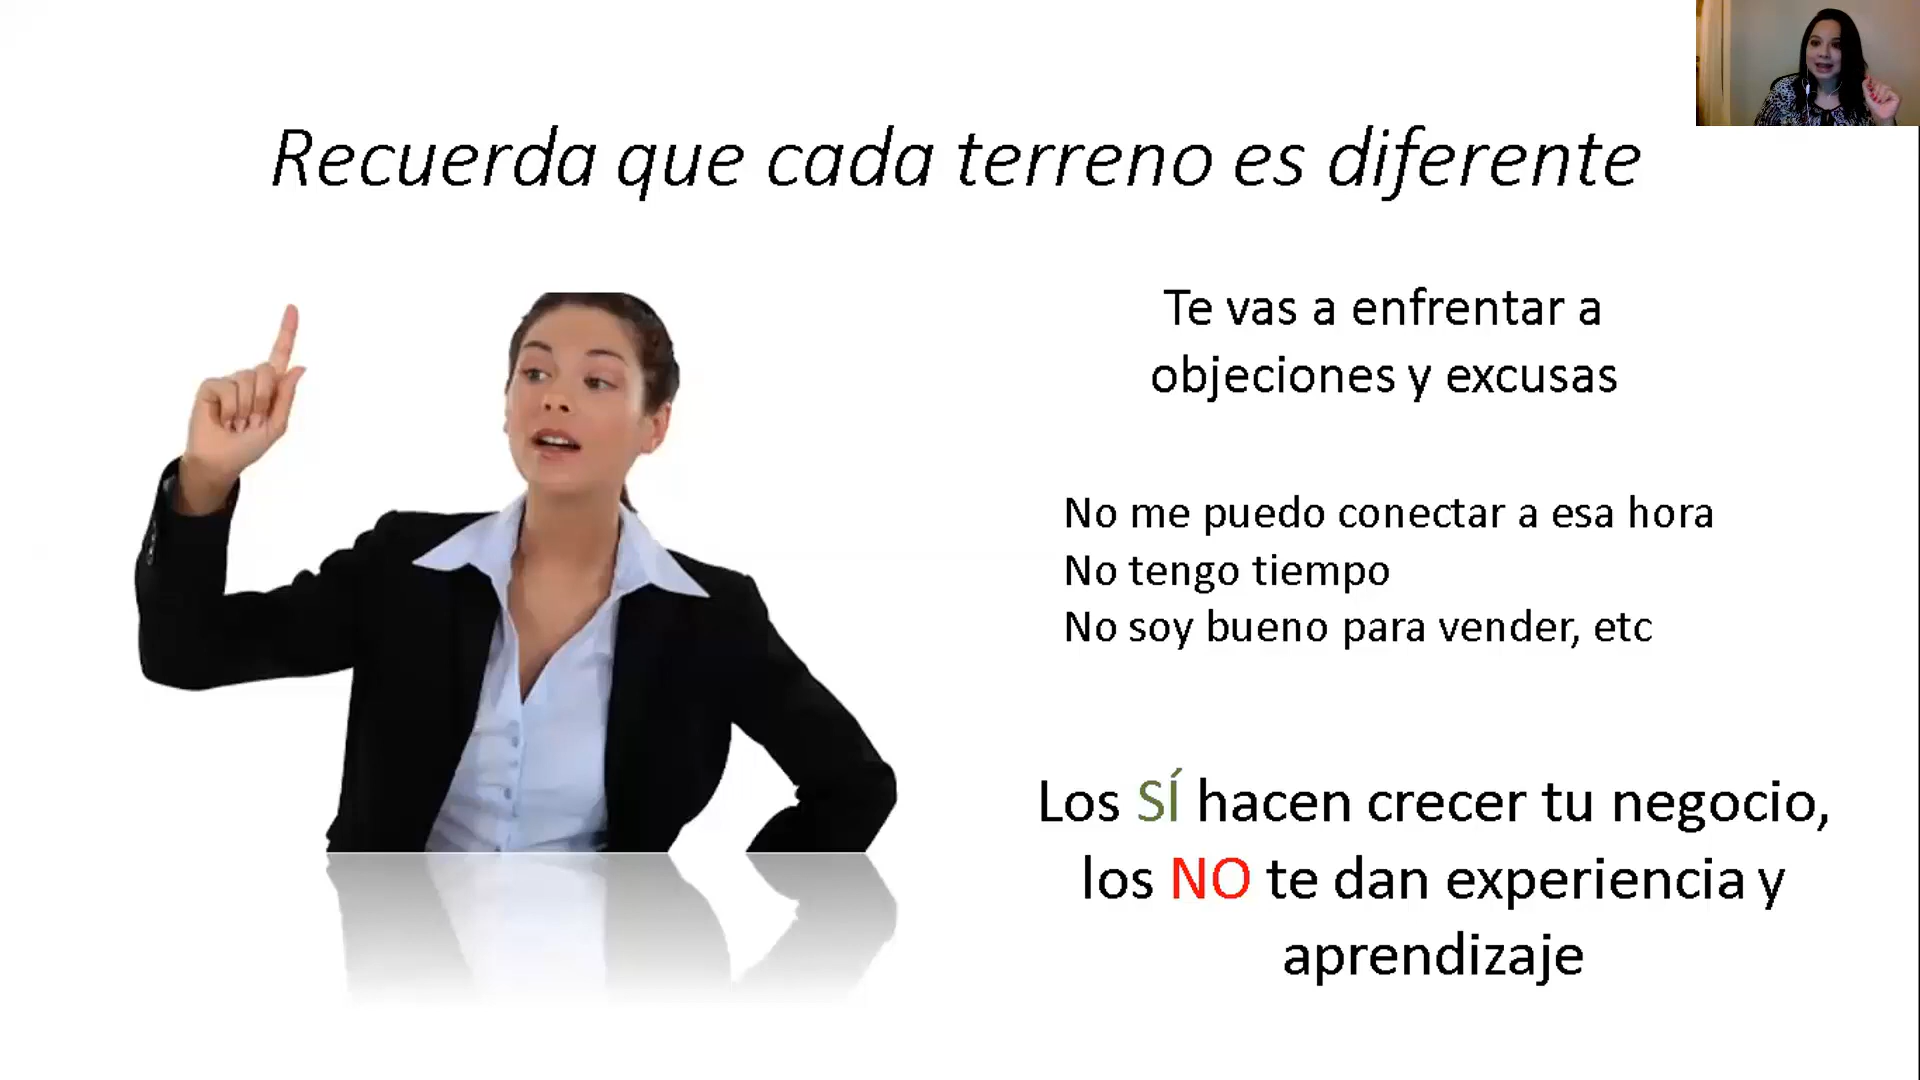 Recuerda que cada terreno es diferente
Te vas a enfrentar a
objeciones y excusas
No me puedo conectar a esa hora
No tengo tiempo
No soy bueno para vender, etc
Los SÍ hacen crecer tu negocio,
los NO te dan experiencia y
aprendizaje